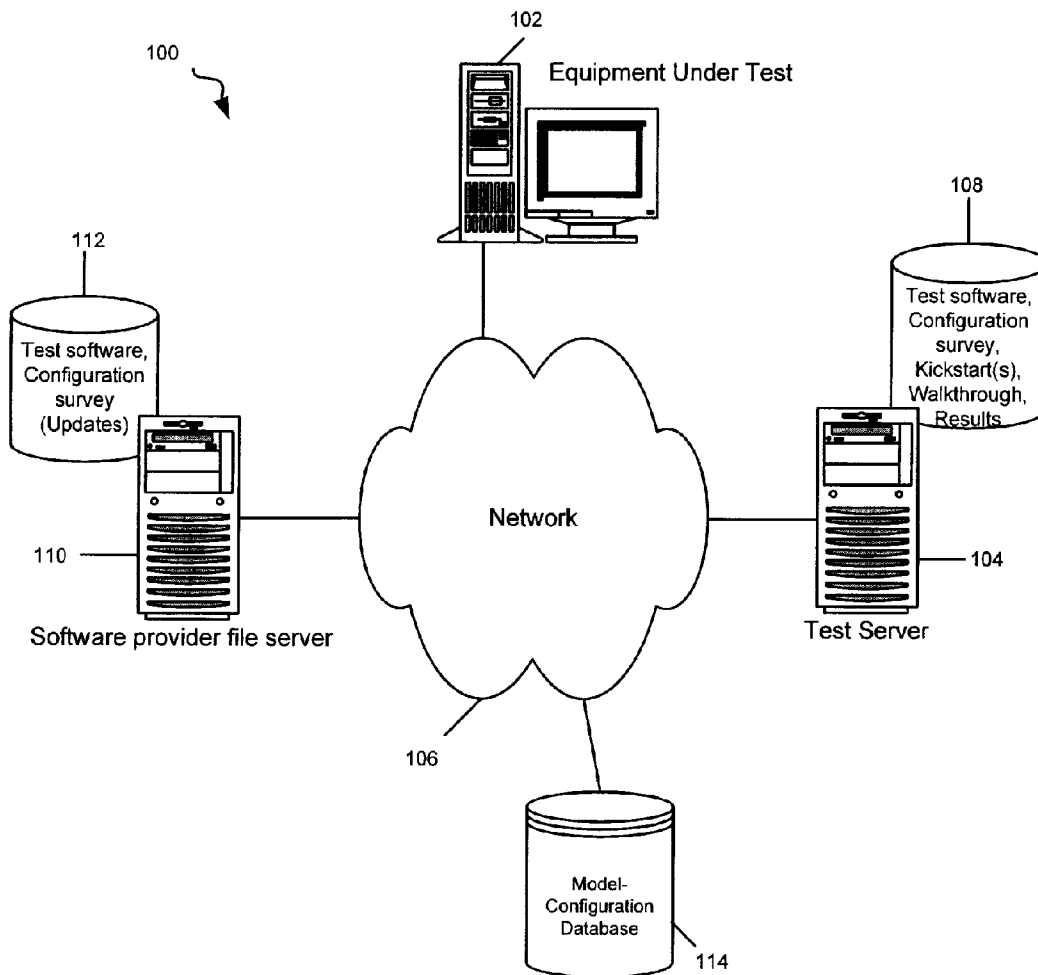 102
100
Equipment Under Test
108
112
Test software,
Configuration
survey,
Kickstart(s),
Walkthrough,
Results
Test software,
Configuration
survey
(Updates)
Network
110
104
Software provider file server
Test Server
106
Model-
Configuration
Database
114